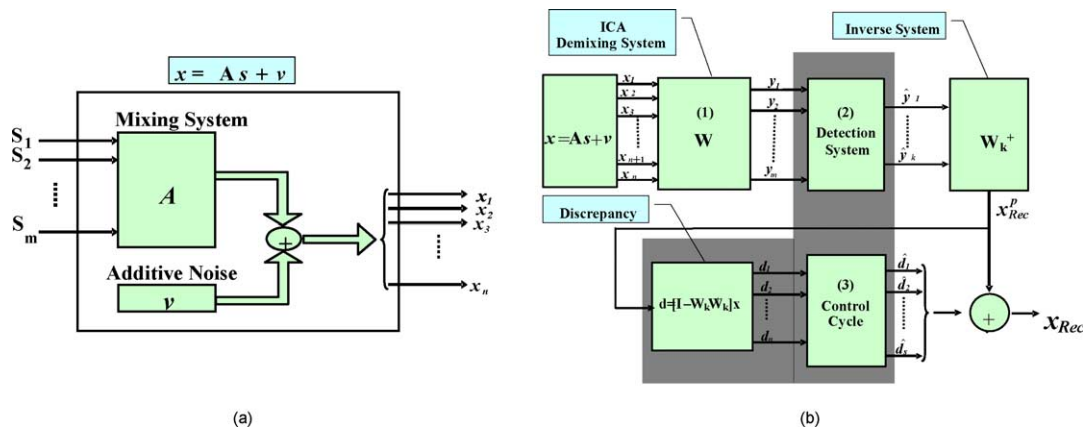 x = A s + v
Mixing System
S1
S2
Sm
A
Additive Noise
v
+
x1
x2
x3
xn
(a)
ICA
Demixing System
Inverse System
x=As+v
x1
x2
x3
xn+1
xn
(1)
W
y1
y2
ym
(2)
Detection
System
ŷ1
ŷk
Wk+
x^p_Rec
Discrepancy
d=[I-WkWk]x
d1
d2
dn
(3)
Control
Cycle
d̂1
d̂2
d̂s
+
xRec
(b)